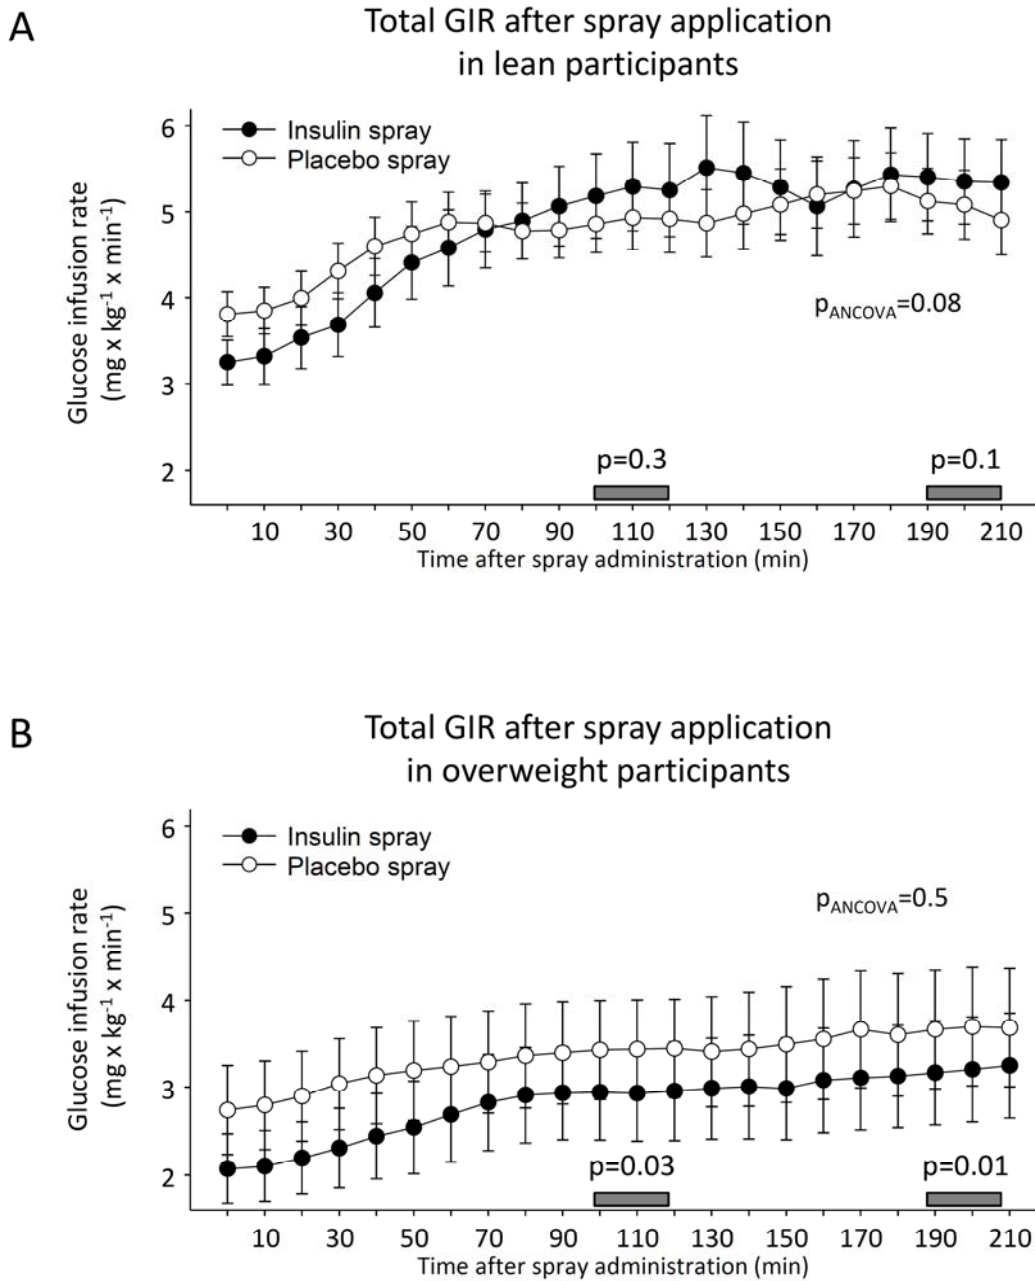 A
Total GIR after spray application
in lean participants
Glucose infusion rate
(mg x kg⁻¹ x min⁻¹)
6
5
4
3
2
Insulin spray
Placebo spray
pANCOVA=0.08
p=0.3
p=0.1
10 30 50 70 90 110 130 150 170 190 210
Time after spray administration (min)
B
Total GIR after spray application
in overweight participants
Glucose infusion rate
(mg x kg⁻¹ x min⁻¹)
6
5
4
3
2
Insulin spray
Placebo spray
pANCOVA=0.5
p=0.03
p=0.01
10 30 50 70 90 110 130 150 170 190 210
Time after spray administration (min)